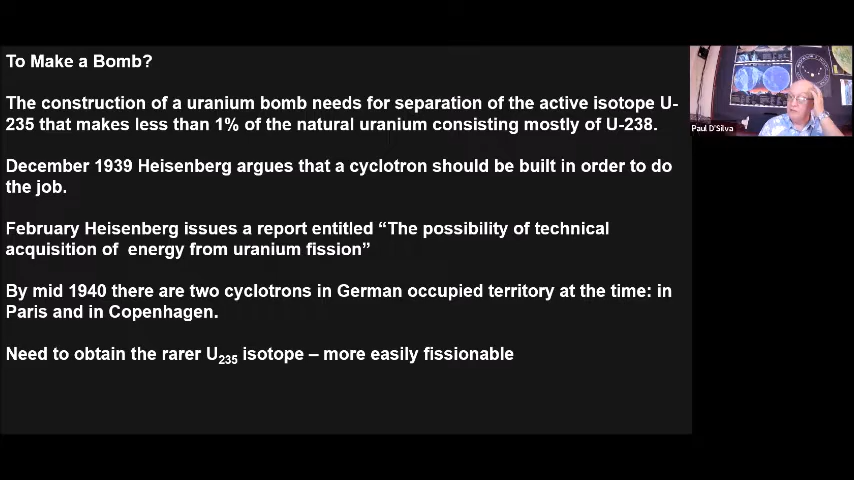 To Make a Bomb?
The construction of a uranium bomb needs for separation of the active isotope U-
235 that makes less than 1% of the natural uranium consisting mostly of U-238.
December 1939 Heisenberg argues that a cyclotron should be built in order to do
the job.
February Heisenberg issues a report entitled “The possibility of technical
acquisition of  energy from uranium fission”
By mid 1940 there are two cyclotrons in German occupied territory at the time: in
Paris and in Copenhagen.
Need to obtain the rarer U235 isotope – more easily fissionable
Paul D'Silva